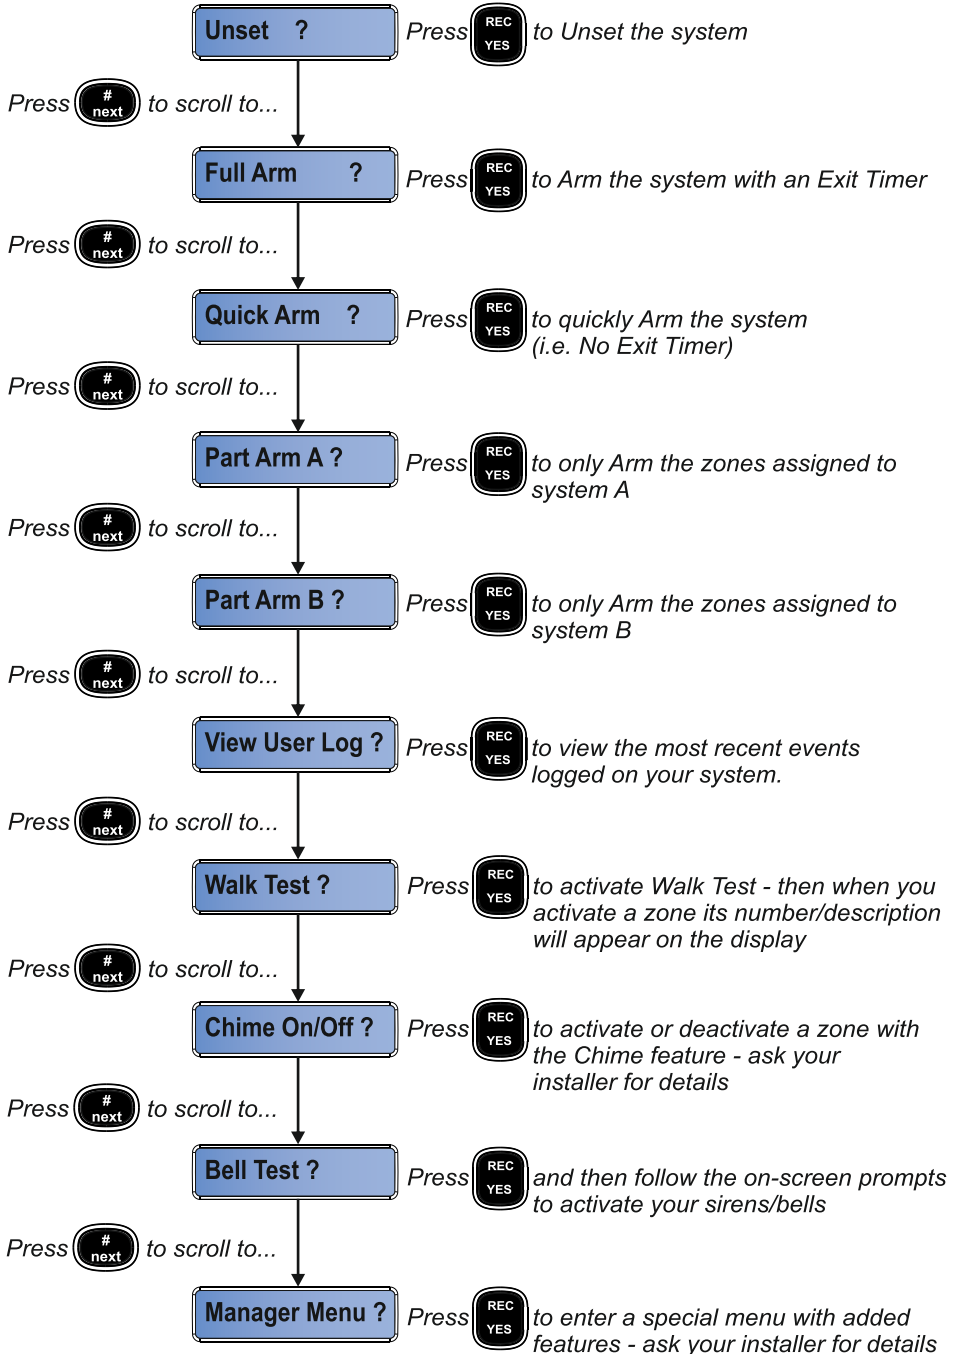 Unset ?
Press REC YES to Unset the system
Press # next to scroll to...
Full Arm ?
Press REC YES to Arm the system with an Exit Timer
Press # next to scroll to...
Quick Arm ?
Press REC YES to quickly Arm the system
(i.e. No Exit Timer)
Press # next to scroll to...
Part Arm A ?
Press REC YES to only Arm the zones assigned to
system A
Press # next to scroll to...
Part Arm B ?
Press REC YES to only Arm the zones assigned to
system B
Press # next to scroll to...
View User Log ?
Press REC YES to view the most recent events
logged on your system.
Press # next to scroll to...
Walk Test ?
Press REC YES to activate Walk Test - then when you
activate a zone its number/description
will appear on the display
Press # next to scroll to...
Chime On/Off ?
Press REC YES to activate or deactivate a zone with
the Chime feature - ask your
installer for details
Press # next to scroll to...
Bell Test ?
Press REC YES and then follow the on-screen prompts
to activate your sirens/bells
Press # next to scroll to...
Manager Menu ?
Press REC YES to enter a special menu with added
features - ask your installer for details